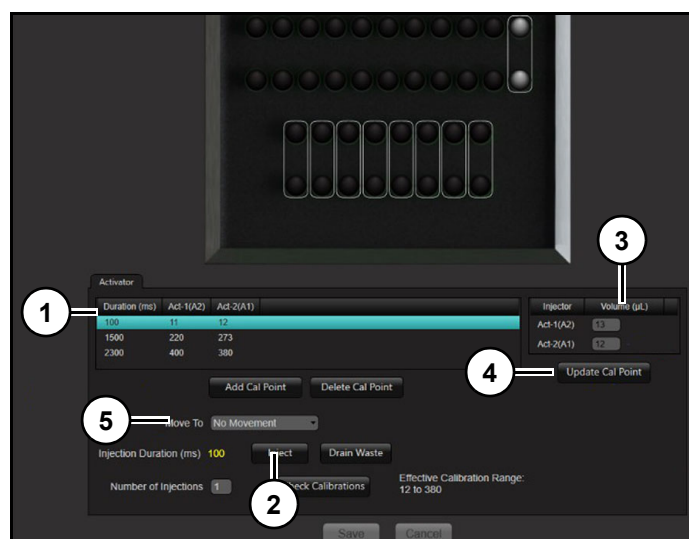 3
Activator
1
Duration (ms) Act-1(A2) Act-2(A1)
100 11 12
1500 220 273
2300 400 380
Injector Volume (µL)
Act-1(A2) 13
Act-2(A1) 12
4
Update Cal Point
Add Cal Point Delete Cal Point
5
Move To No Movement
Injection Duration (ms) 100 Inject Drain Waste
Number of Injections 1 Check Calibrations
2
Effective Calibration Range:
12 to 380
Save Cancel